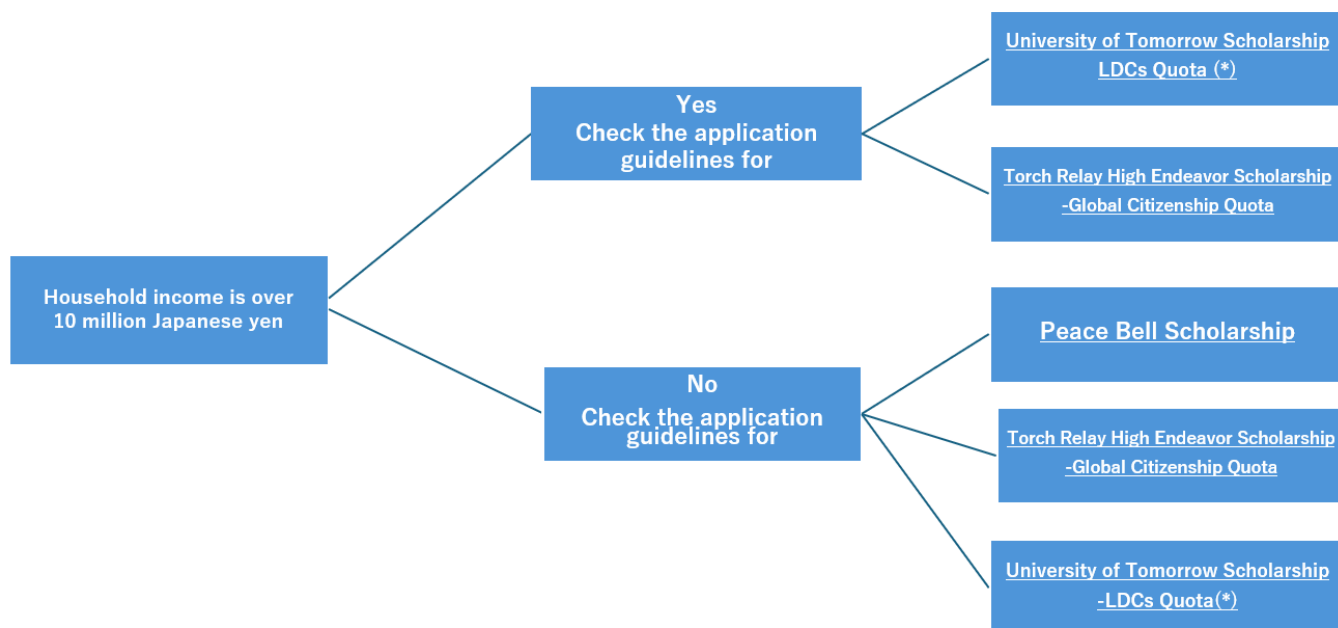 Household income is over
10 million Japanese yen
Yes
Check the application
guidelines for
University of Tomorrow Scholarship
LDCs Quota (*)
Torch Relay High Endeavor Scholarship
-Global Citizenship Quota
No
Check the application
guidelines for
Peace Bell Scholarship
Torch Relay High Endeavor Scholarship
-Global Citizenship Quota
University of Tomorrow Scholarship
-LDCs Quota(*)